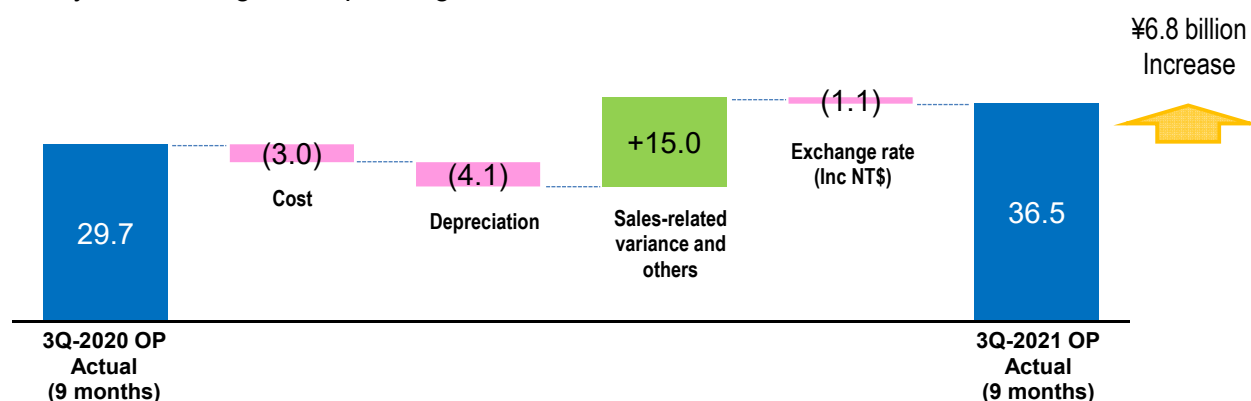 ¥6.8 billion
Increase
29.7
(3.0)
Cost
(4.1)
Depreciation
+15.0
Sales-related
variance and
others
(1.1)
Exchange rate
(Inc NT$)
36.5
3Q-2020 OP
Actual
(9 months)
3Q-2021 OP
Actual
(9 months)